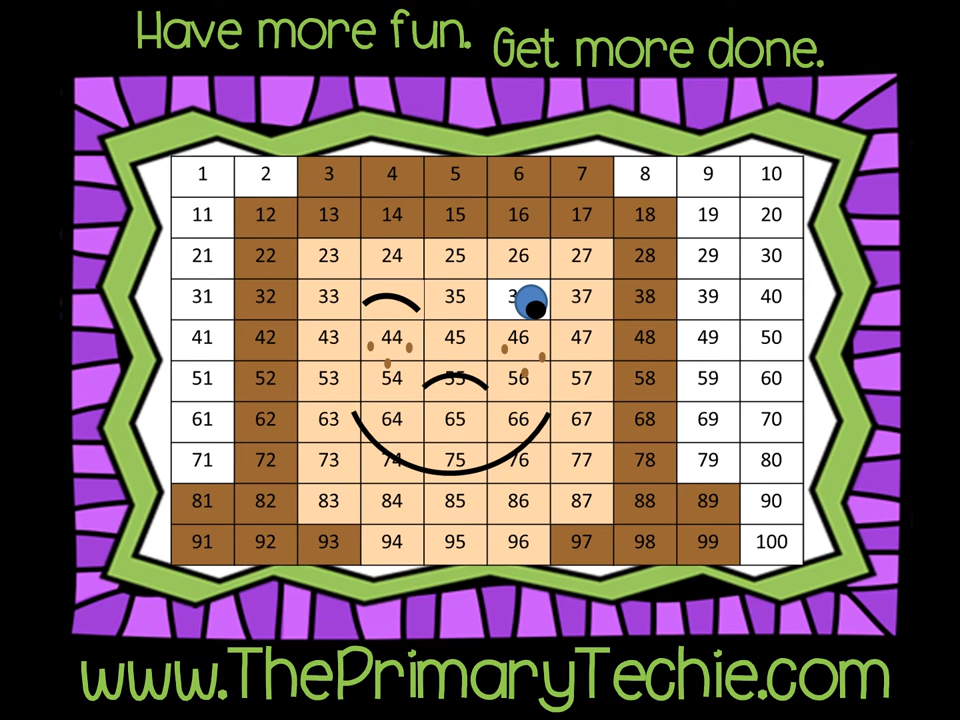 Have more fun. Get more done.
1 2 3 4 5 6 7 8 9 10
11 12 13 14 15 16 17 18 19 20
21 22 23 24 25 26 27 28 29 30
31 32 33 35 3 37 38 39 40
41 42 43 44 45 46 47 48 49 50
51 52 53 54 55 56 57 58 59 60
61 62 63 64 65 66 67 68 69 70
71 72 73 74 75 76 77 78 79 80
81 82 83 84 85 86 87 88 89 90
91 92 93 94 95 96 97 98 99 100
www.ThePrimaryTechie.com